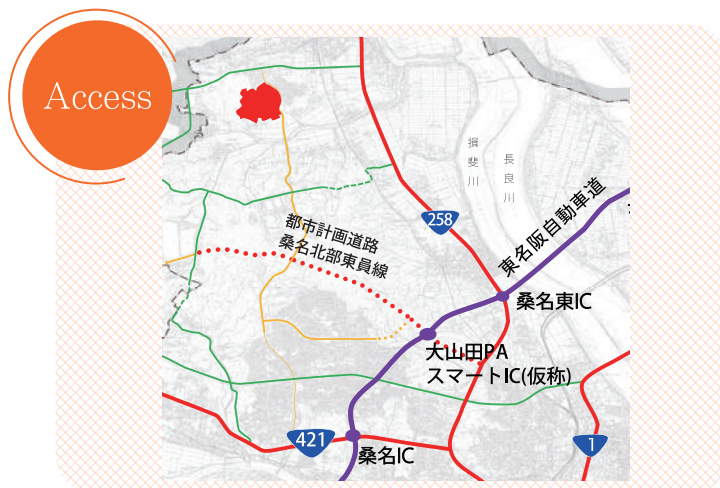 Access
揖斐川
長良川
258
東名阪自動車道
都市計画道路
桑名北部東員線
桑名東IC
大山田PA
スマートIC(仮称)
421
桑名IC
1